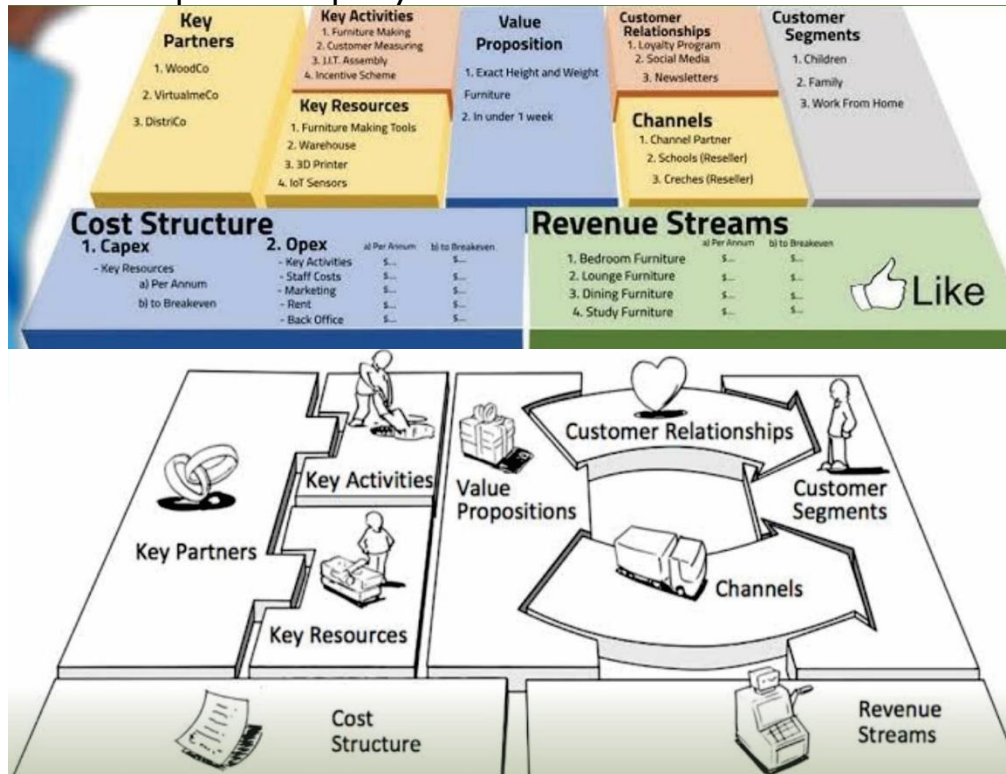 Key
Partners
1. WoodCo
2. VirtualmeCo
3. DistriCo
Key Activities
1. Furniture Making
2. Customer Measuring
3. J.I.T. Assembly
4. Incentive Scheme
Key Resources
1. Furniture Making Tools
2. Warehouse
3. 3D Printer
4. IoT Sensors
Value
Proposition
1. Exact Height and Weight
Furniture
2. In under 1 week
Customer
Relationships
1. Loyalty Program
2. Social Media
3. Newsletters
Channels
1. Channel Partner
2. Schools (Reseller)
3. Creches (Reseller)
Customer
Segments
1. Children
2. Family
3. Work From Home
Cost Structure
1. Capex
- Key Resources
a) Per Annum
b) to Breakeven
2. Opex a) Per Annum b) to Breakeven
- Key Activities $... $...
- Staff Costs $... $...
- Marketing $... $...
- Rent $... $...
- Back Office $... $...
Revenue Streams
a) Per Annum b) to Breakeven
1. Bedroom Furniture $... $...
2. Lounge Furniture $... $...
3. Dining Furniture $... $...
4. Study Furniture $... $...
Like
Key Partners
Key Activities
Key Resources
Value
Propositions
Customer Relationships
Channels
Customer
Segments
Cost
Structure
Revenue
Streams